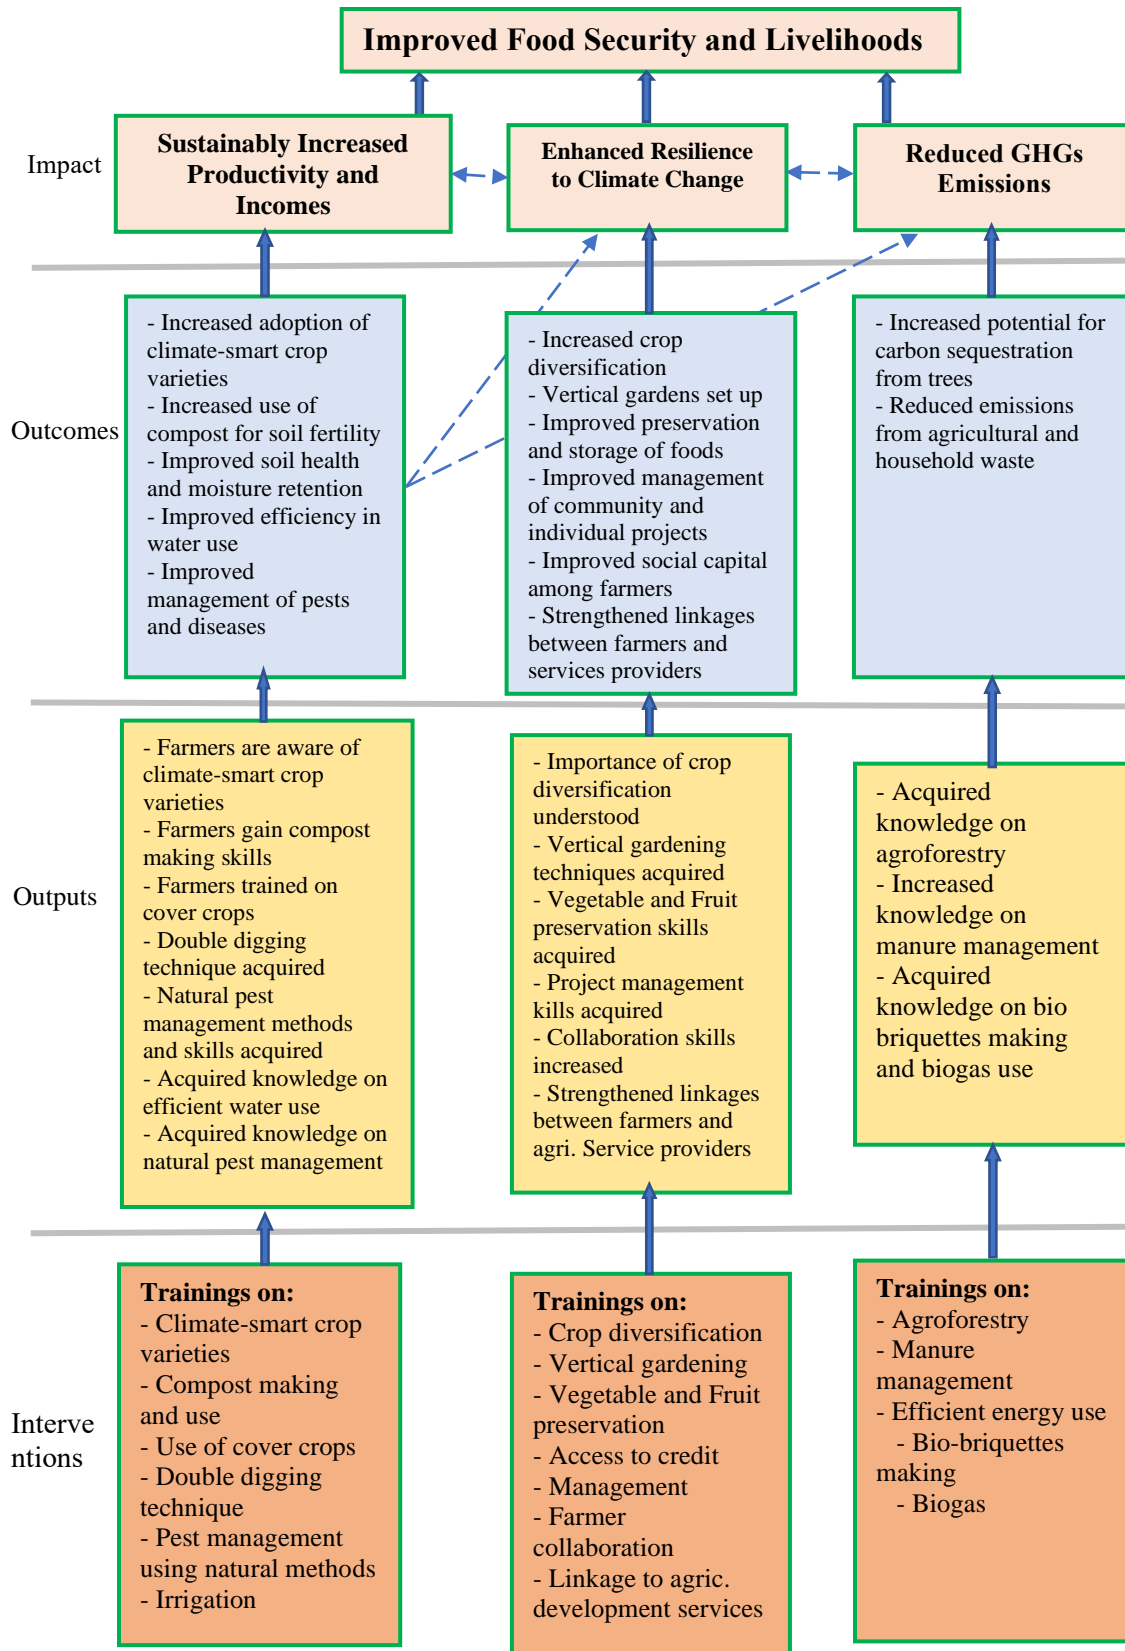 Improved Food Security and Livelihoods
Impact
Sustainably Increased
Productivity and
Incomes
Enhanced Resilience
to Climate Change
Reduced GHGs
Emissions
Outcomes
- Increased adoption of
climate-smart crop
varieties
- Increased use of
compost for soil fertility
- Improved soil health
and moisture retention
- Improved efficiency in
water use
- Improved
management of pests
and diseases
- Increased crop
diversification
- Vertical gardens set up
- Improved preservation
and storage of foods
- Improved management
of community and
individual projects
- Improved social capital
among farmers
- Strengthened linkages
between farmers and
services providers
- Increased potential for
carbon sequestration
from trees
- Reduced emissions
from agricultural and
household waste
Outputs
- Farmers are aware of
climate-smart crop
varieties
- Farmers gain compost
making skills
- Farmers trained on
cover crops
- Double digging
technique acquired
- Natural pest
management methods
and skills acquired
- Acquired knowledge on
efficient water use
- Acquired knowledge on
natural pest management
- Importance of crop
diversification
understood
- Vertical gardening
techniques acquired
- Vegetable and Fruit
preservation skills
acquired
- Project management
kills acquired
- Collaboration skills
increased
- Strengthened linkages
between farmers and
agri. Service providers
- Acquired
knowledge on
agroforestry
- Increased
knowledge on
manure management
- Acquired
knowledge on bio
briquettes making
and biogas use
Interve
ntions
Trainings on:
- Climate-smart crop
varieties
- Compost making
and use
- Use of cover crops
- Double digging
technique
- Pest management
using natural methods
- Irrigation
Trainings on:
- Crop diversification
- Vertical gardening
- Vegetable and Fruit
preservation
- Access to credit
- Management
- Farmer
collaboration
- Linkage to agric.
development services
Trainings on:
- Agroforestry
- Manure
management
- Efficient energy use
- Bio-briquettes
making
- Biogas